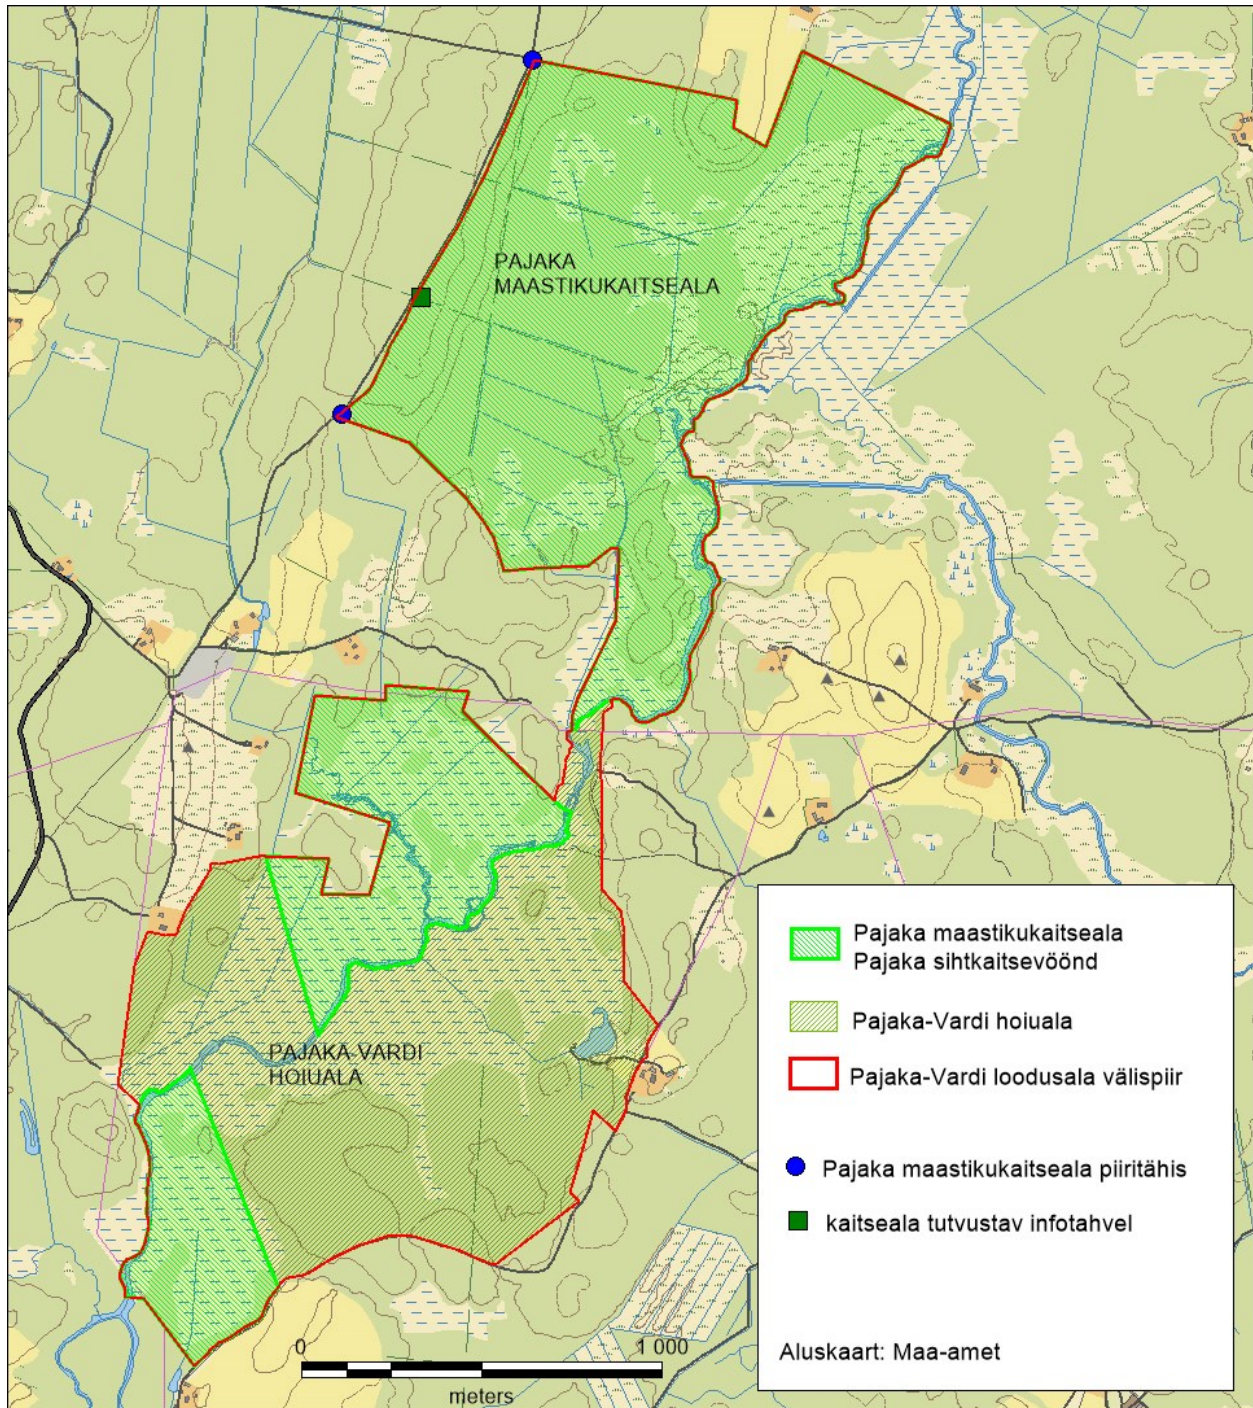 PAJAKA
MAASTIKUKAITSEALA
PAJAKA-VARDI
HOIUALA
Pajaka maastikukaitseala
Pajaka sihtkaitsevöönd
Pajaka-Vardi hoiuala
Pajaka-Vardi loodusala välispiir
Pajaka maastikukaitseala piiritähis
kaitseala tutvustav infotahvel
Aluskaart: Maa-amet
0 1 000
meters